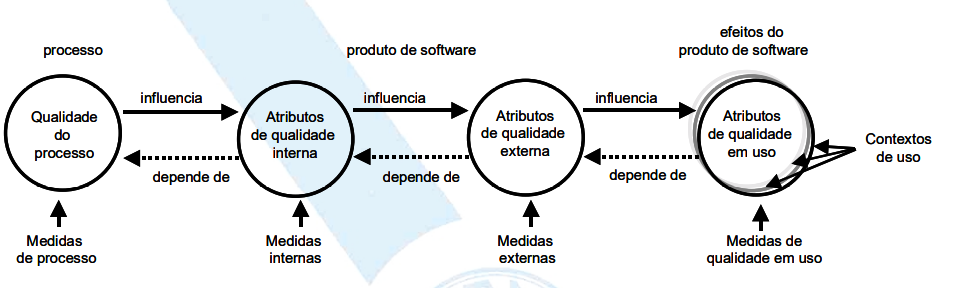 processo
produto de software
efeitos do
produto de software
Qualidade
do
processo
influencia
depende de
Atributos
de qualidade
interna
influencia
depende de
Atributos
de qualidade
externa
influencia
depende de
Atributos
de qualidade
em uso
Contextos
de uso
Medidas
de processo
Medidas
internas
Medidas
externas
Medidas de
qualidade em uso